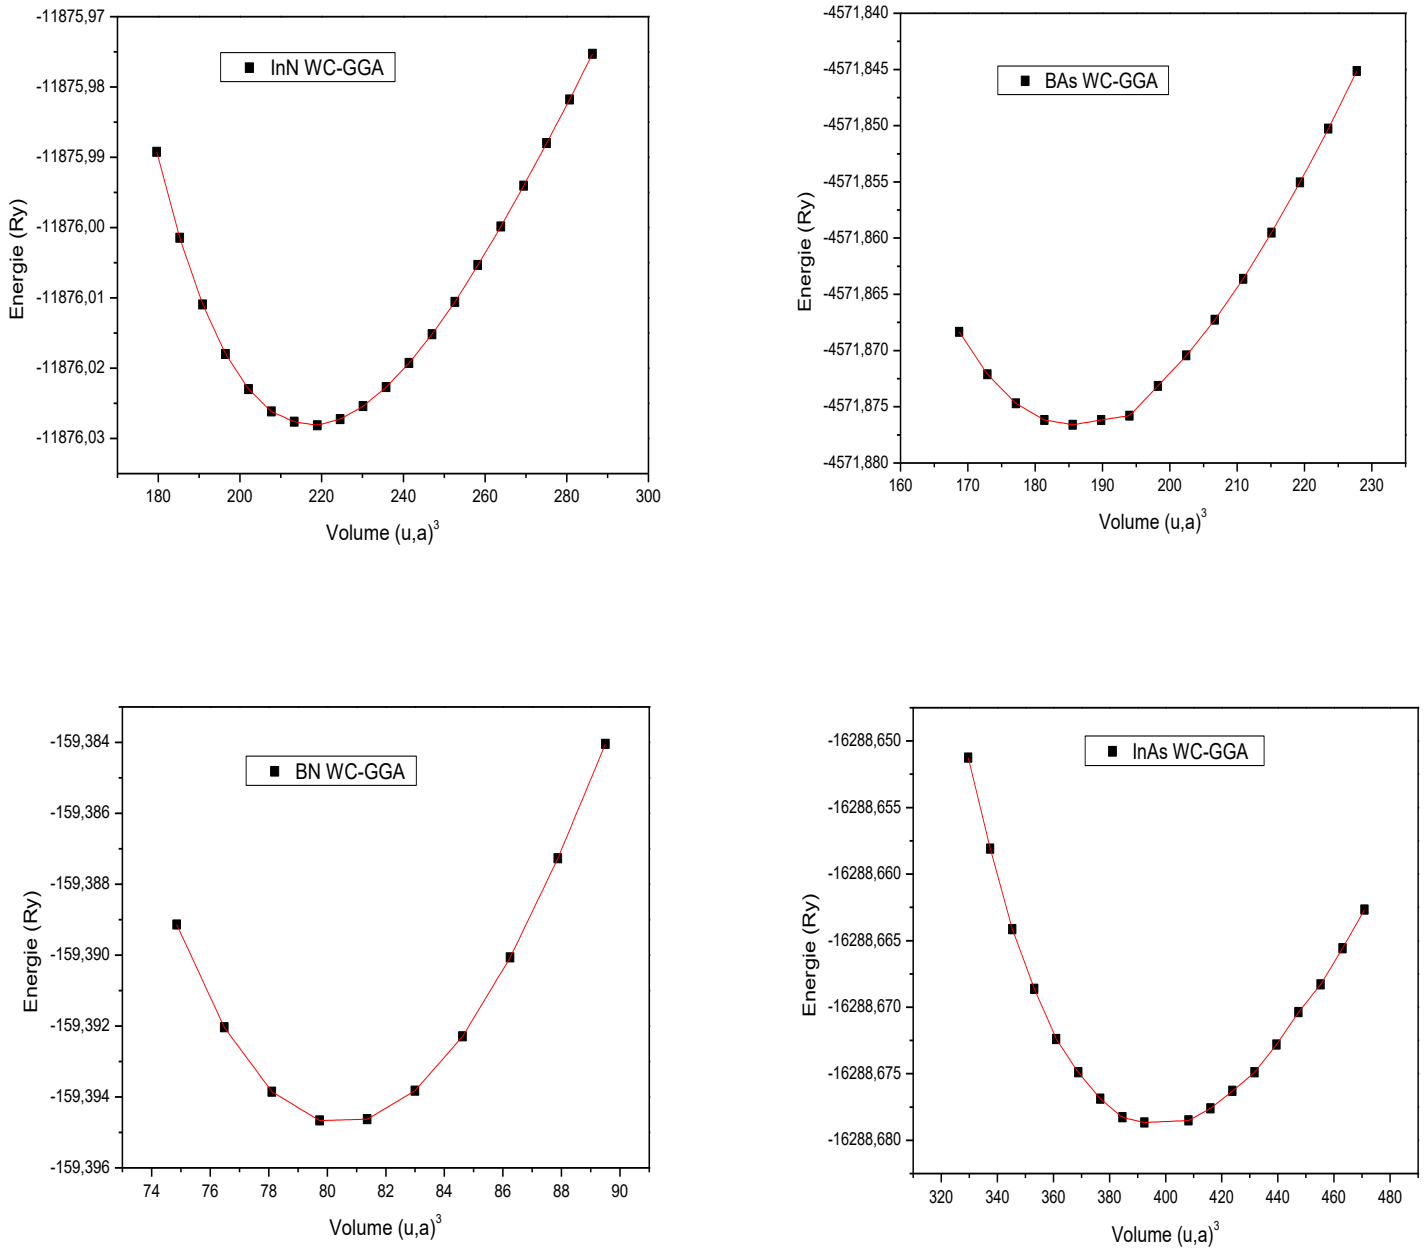 InN WC-GGA
Energie (Ry)
-11875,97
-11875,98
-11875,99
-11876,00
-11876,01
-11876,02
-11876,03
180 200 220 240 260 280 300
Volume (u,a)³
BAs WC-GGA
Energie (Ry)
-4571,840
-4571,845
-4571,850
-4571,855
-4571,860
-4571,865
-4571,870
-4571,875
-4571,880
160 170 180 190 200 210 220 230
Volume (u,a)³
BN WC-GGA
Energie (Ry)
-159,384
-159,386
-159,388
-159,390
-159,392
-159,394
-159,396
74 76 78 80 82 84 86 88 90
Volume (u,a)³
InAs WC-GGA
Energie (Ry)
-16288,650
-16288,655
-16288,660
-16288,665
-16288,670
-16288,675
-16288,680
320 340 360 380 400 420 440 460 480
Volume (u,a)³